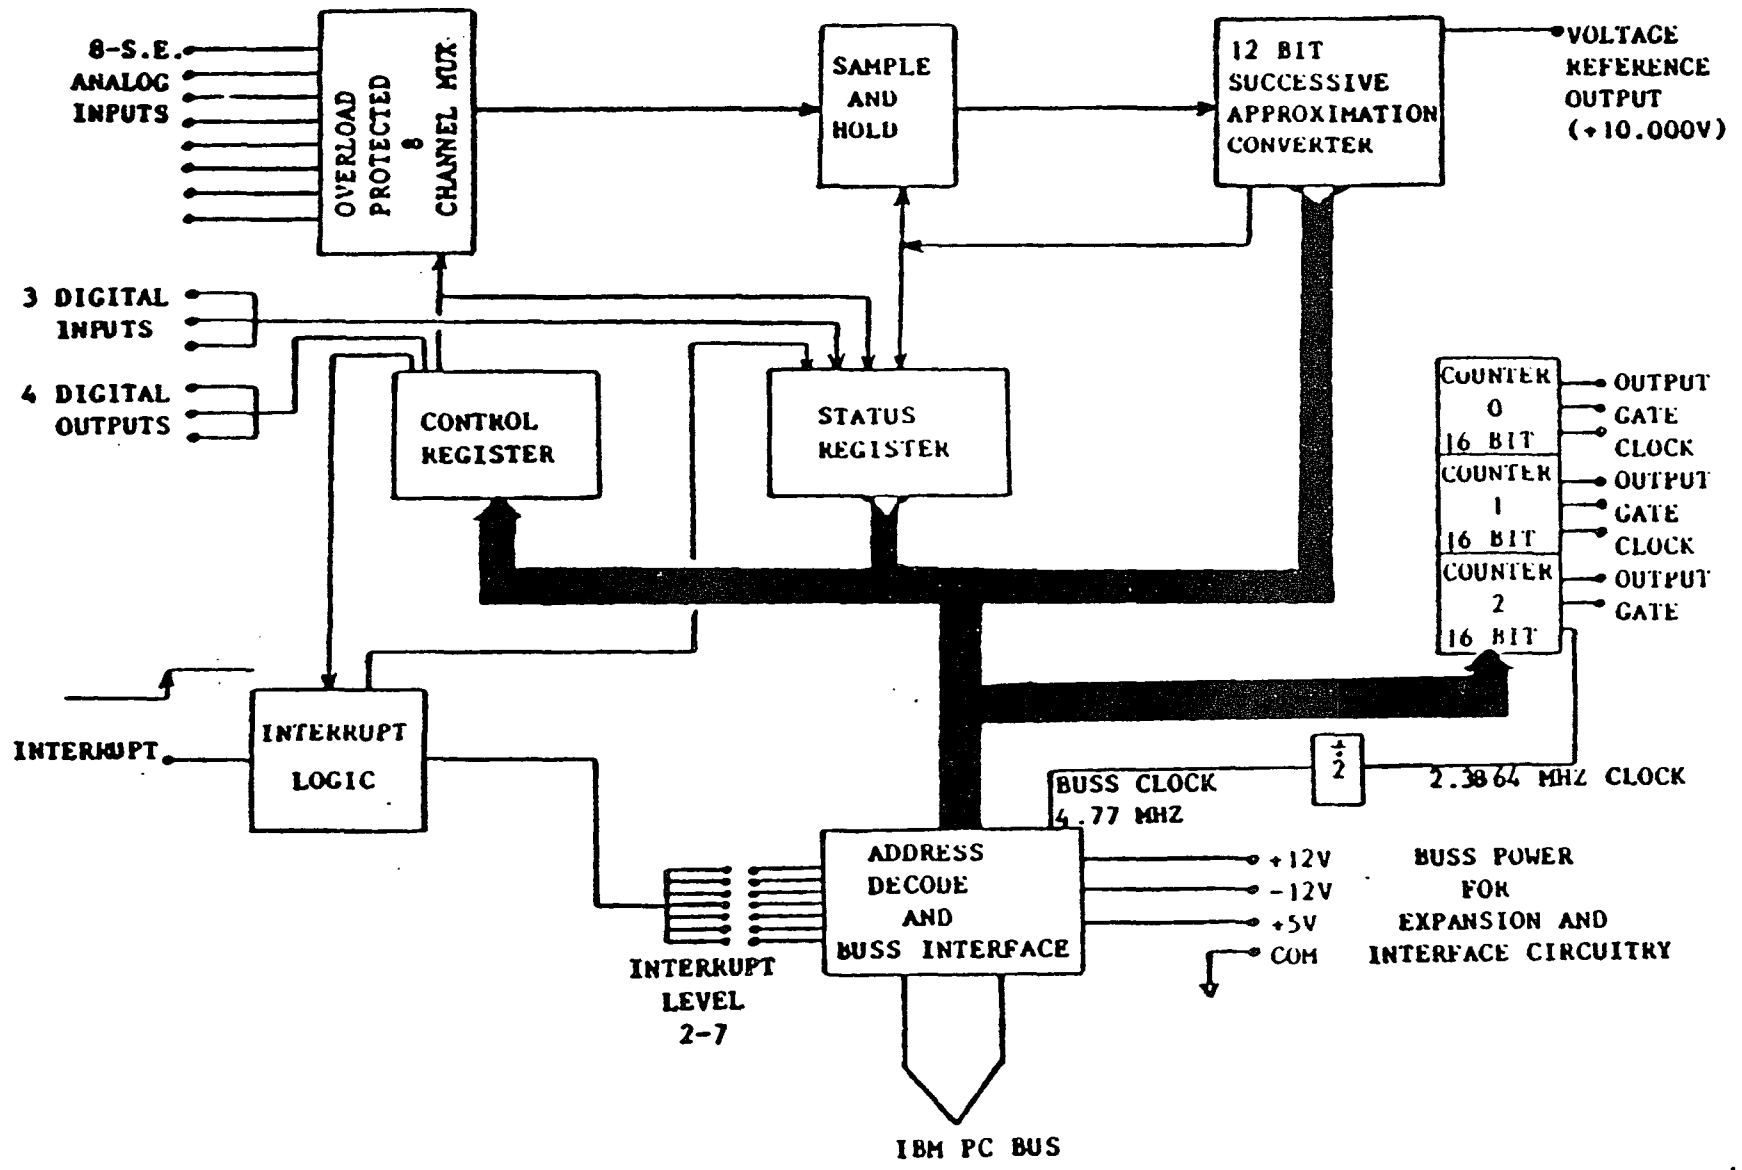 8-S.E.
ANALOG
INPUTS
OVERLOAD
PROTECTED
8
CHANNEL MUX
SAMPLE
AND
HOLD
12 BIT
SUCCESSIVE
APPROXIMATION
CONVERTER
VOLTAGE
REFERENCE
OUTPUT
(+10.000V)
3 DIGITAL
INPUTS
4 DIGITAL
OUTPUTS
CONTROL
REGISTER
STATUS
REGISTER
COUNTER
0
16 BIT
OUTPUT
GATE
CLOCK
COUNTER
1
16 BIT
OUTPUT
GATE
CLOCK
COUNTER
2
16 BIT
OUTPUT
GATE
INTERRUPT
INTERRUPT
LOGIC
BUSS CLOCK
4.77 MHZ
÷
2
2.3864 MHZ CLOCK
ADDRESS
DECODE
AND
BUSS INTERFACE
+12V
-12V
+5V
COM
BUSS POWER
FOR
EXPANSION AND
INTERFACE CIRCUITRY
INTERRUPT
LEVEL
2-7
IBM PC BUS